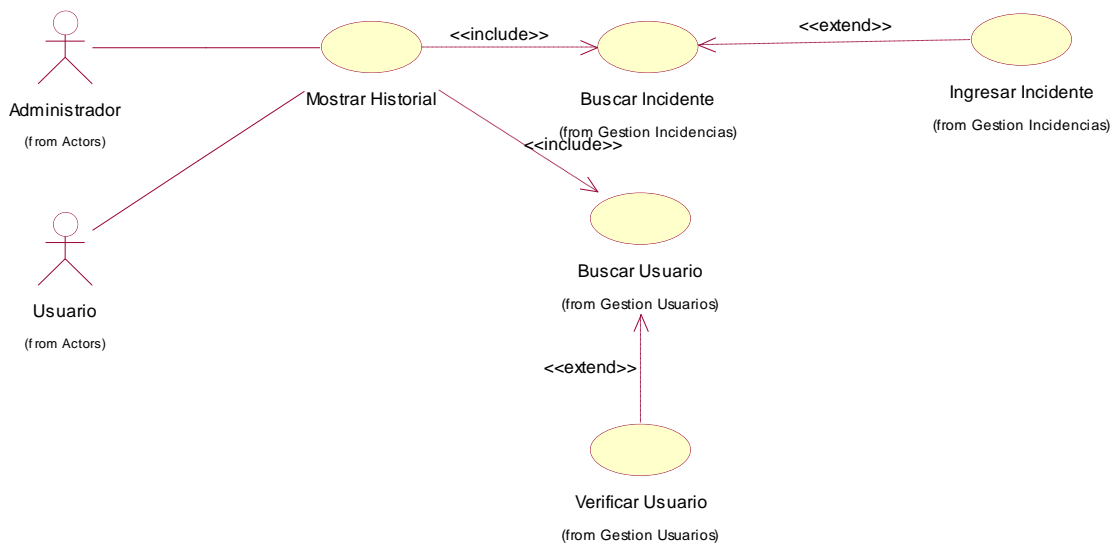 <<extend>>
<<include>>
Ingresar Incidente
Mostrar Historial
Buscar Incidente
Administrador
(from Gestion Incidencias)
(from Gestion Incidencias)
(from Actors)
<<include>>
Buscar Usuario
(from Gestion Usuarios)
Usuario
(from Actors)
<<extend>>
Verificar Usuario
(from Gestion Usuarios)